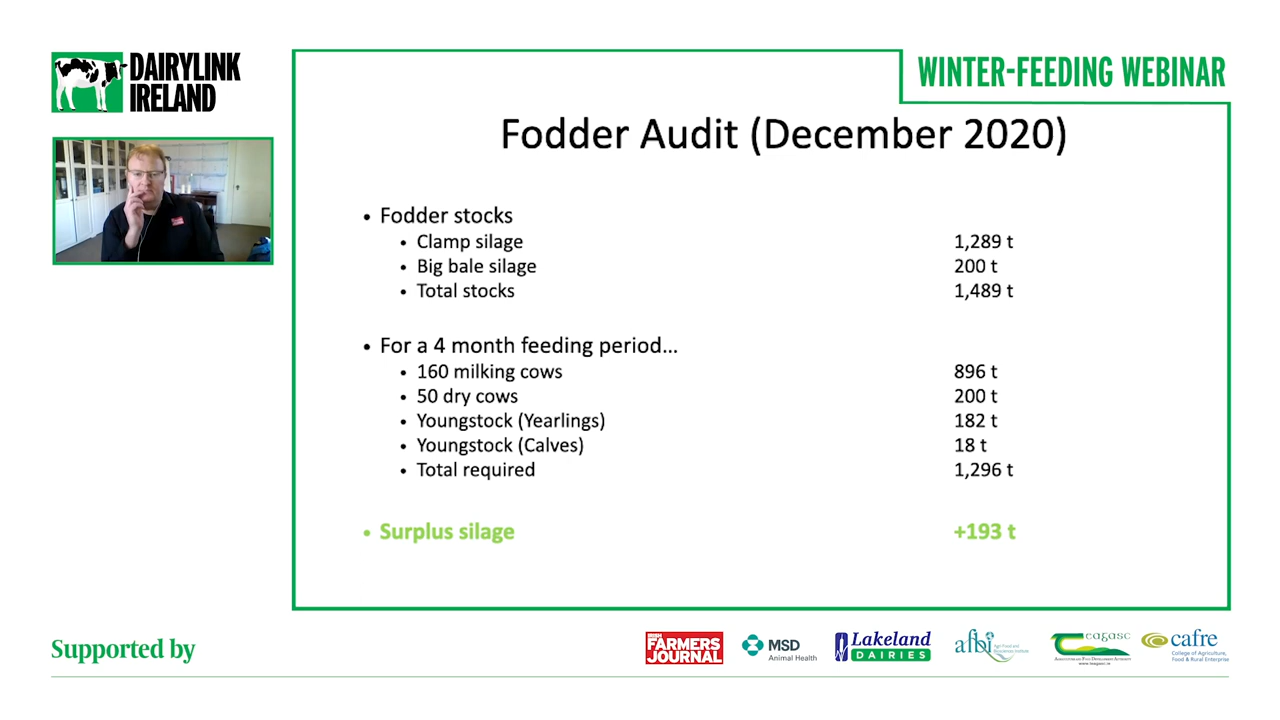 DAIRYLINK
IRELAND
WINTER-FEEDING WEBINAR
Fodder Audit (December 2020)
• Fodder stocks
• Clamp silage 1,289 t
• Big bale silage 200 t
• Total stocks 1,489 t
• For a 4 month feeding period...
• 160 milking cows 896 t
• 50 dry cows 200 t
• Youngstock (Yearlings) 182 t
• Youngstock (Calves) 18 t
• Total required 1,296 t
• Surplus silage +193 t
Supported by
IRISH
FARMERS
JOURNAL
MSD
Animal Health
Lakeland
DAIRIES
afbi
Agri-Food and
Biosciences Institute
teagasc
AGRICULTURE AND FOOD DEVELOPMENT AUTHORITY
www.teagasc.ie
cafre
College of Agriculture,
Food & Rural Enterprise